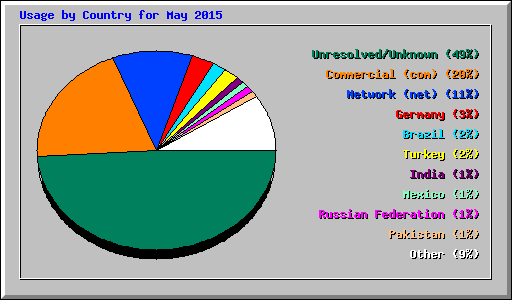 Usage by Country for May 2015
Unresolved/Unknown (49%)
Commercial (com) (20%)
Network (net) (11%)
Germany (3%)
Brazil (2%)
Turkey (2%)
India (1%)
Mexico (1%)
Russian Federation (1%)
Pakistan (1%)
Other (9%)